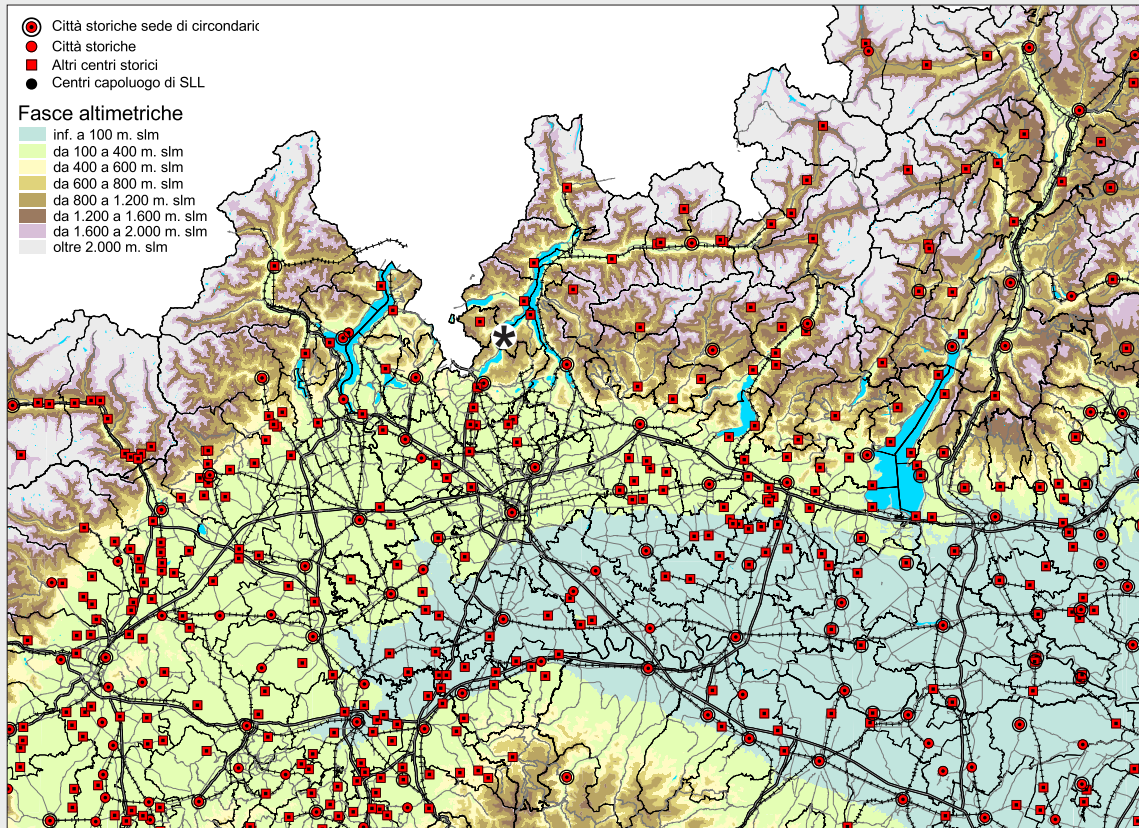 Città storiche sede di circondaric
Città storiche
Altri centri storici
Centri capoluogo di SLL
Fasce altimetriche
inf. a 100 m. slm
da 100 a 400 m. slm
da 400 a 600 m. slm
da 600 a 800 m. slm
da 800 a 1.200 m. slm
da 1.200 a 1.600 m. slm
da 1.600 a 2.000 m. slm
oltre 2.000 m. slm